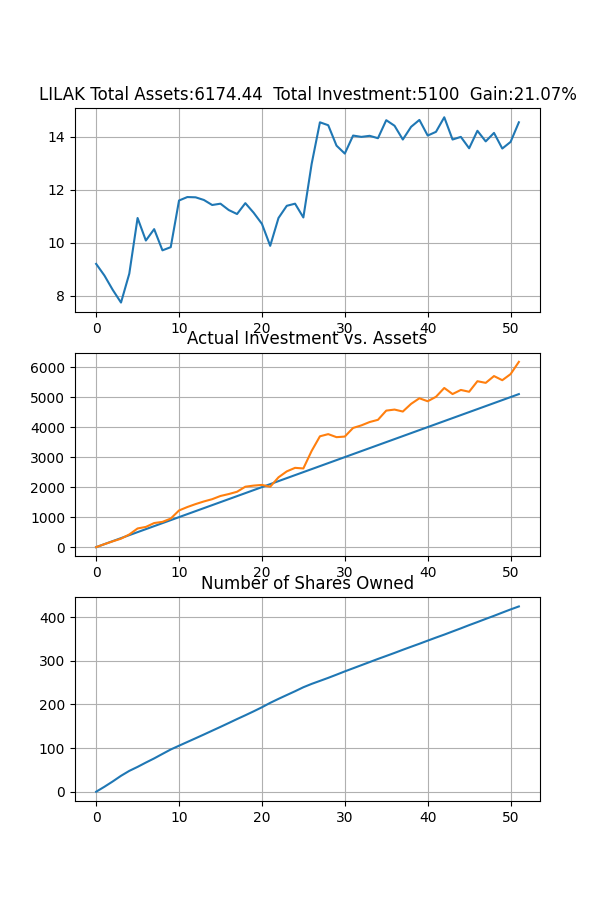 LILAK Total Assets:6174.44  Total Investment:5100  Gain:21.07%
14
12
10
8
0 10 20 30 40 50
Actual Investment vs. Assets
6000
5000
4000
3000
2000
1000
0
0 10 20 30 40 50
Number of Shares Owned
400
300
200
100
0
0 10 20 30 40 50